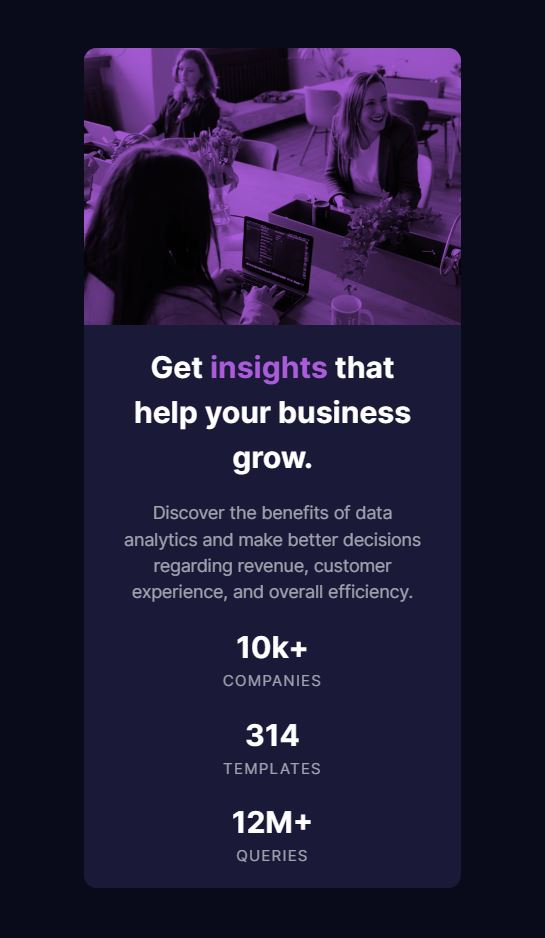 Get insights that
help your business
grow.
Discover the benefits of data
analytics and make better decisions
regarding revenue, customer
experience, and overall efficiency.
10k+
COMPANIES
314
TEMPLATES
12M+
QUERIES